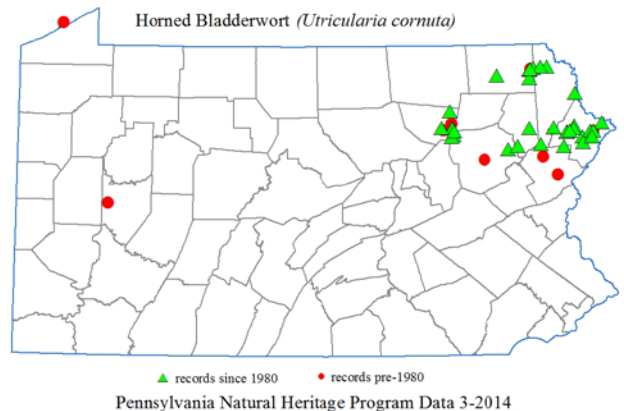 Horned Bladderwort (Utricularia cornuta)
records since 1980 records pre-1980
Pennsylvania Natural Heritage Program Data 3-2014